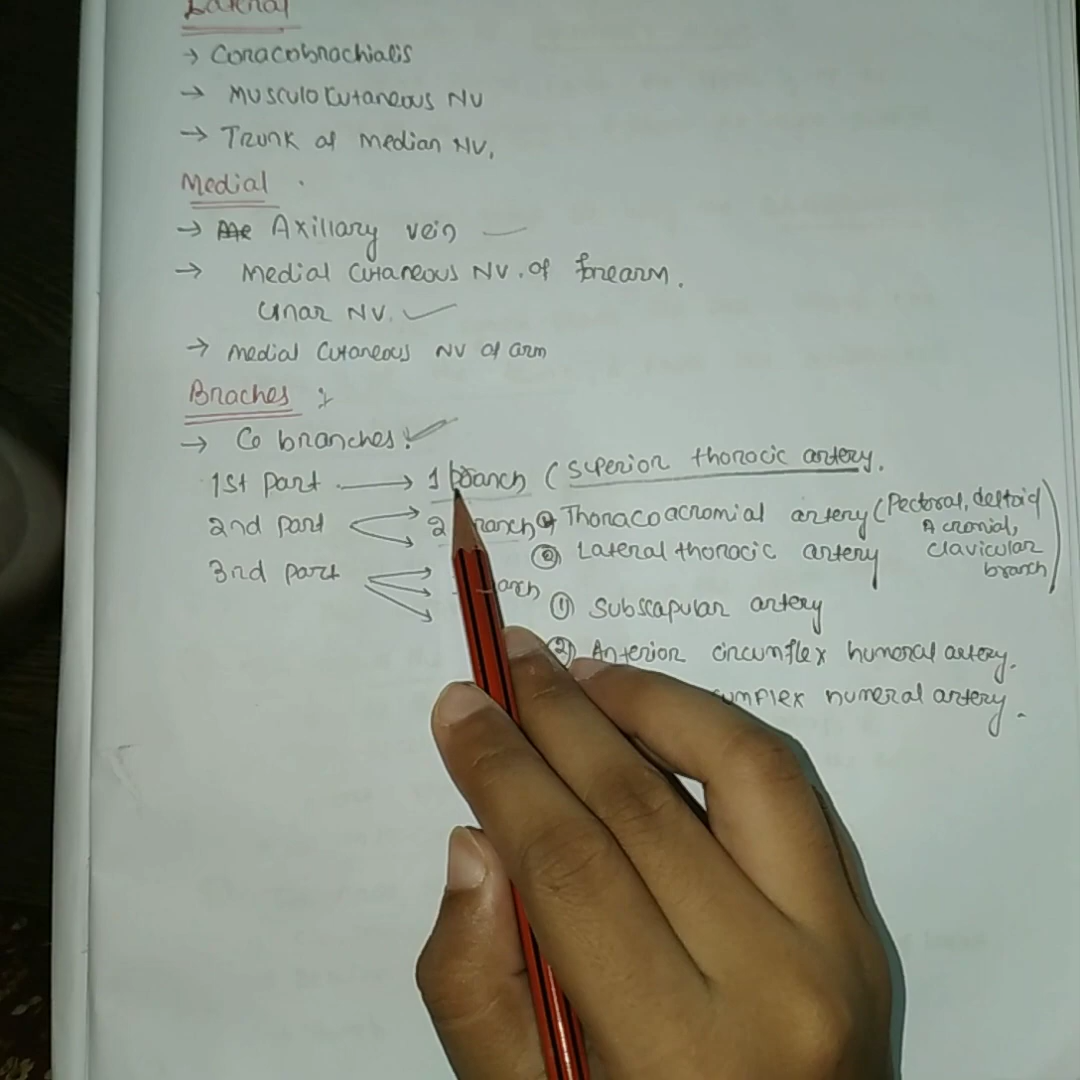 Lateral
→ Coracobrachialis
→ Musculocutaneous NV
→ Trunk of median NV.
Medial .
→ Axillary vein
→ Medial Cutaneous NV. of forearm.
Ulnar NV.
→ medial Cutaneous NV of arm
Braches :
→ 6 branches.
1st part → 1 branch ( Superior thoracic artery.
2nd part 2 ranch ① Thoracoacromial artery (Pectoral, deltoid
Acromial,
② Lateral thoracic artery clavicular
branch)
3rd part
① Subscapular artery
② Anterior circumflex humeral artery.
humeral artery.